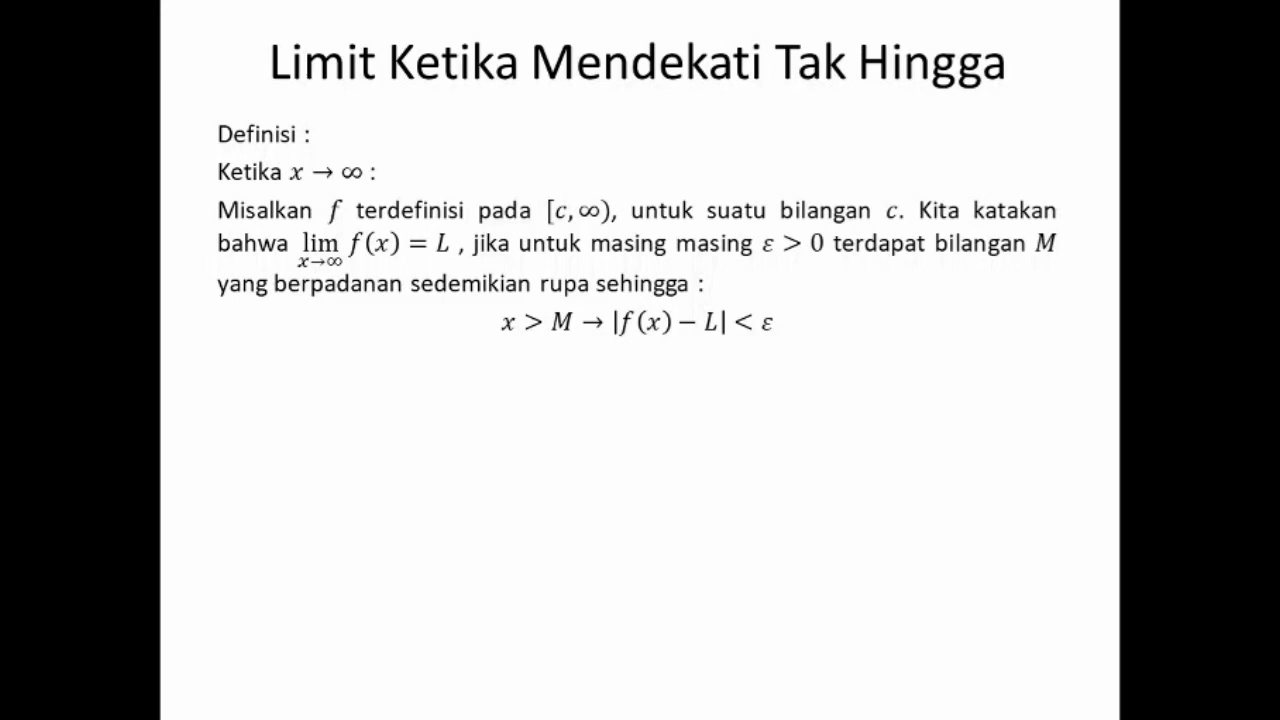 Limit Ketika Mendekati Tak Hingga
Definisi :
Ketika 𝑥 → ∞ :
Misalkan 𝑓 terdefinisi pada [𝑐, ∞), untuk suatu bilangan 𝑐. Kita katakan
bahwa lim 𝑓(𝑥) = 𝐿 , jika untuk masing masing 𝜀 > 0 terdapat bilangan 𝑀
𝑥→∞
yang berpadanan sedemikian rupa sehingga :
𝑥 > 𝑀 → |𝑓(𝑥) − 𝐿| < 𝜀